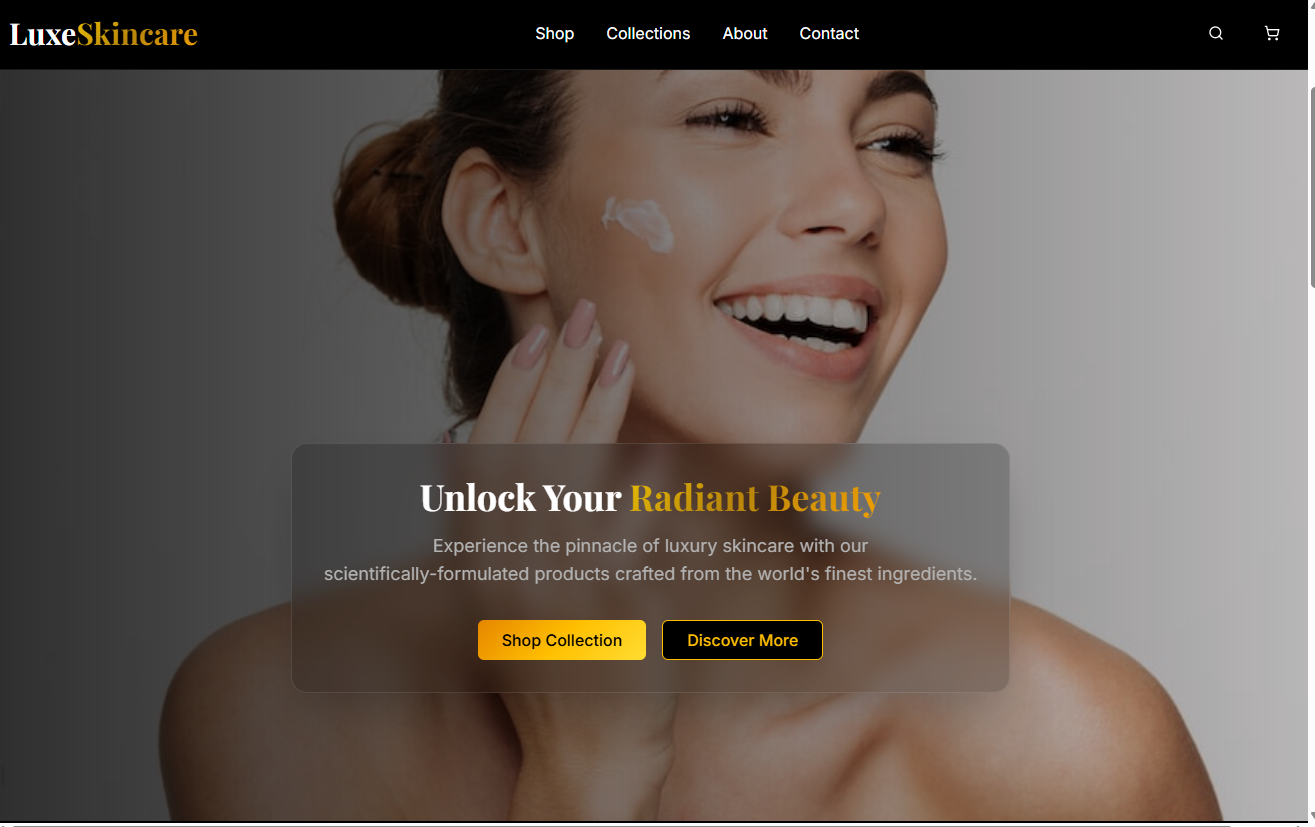 LuxeSkincare
Shop
Collections
About
Contact
Unlock Your Radiant Beauty
Experience the pinnacle of luxury skincare with our
scientifically-formulated products crafted from the world's finest ingredients.
Shop Collection
Discover More